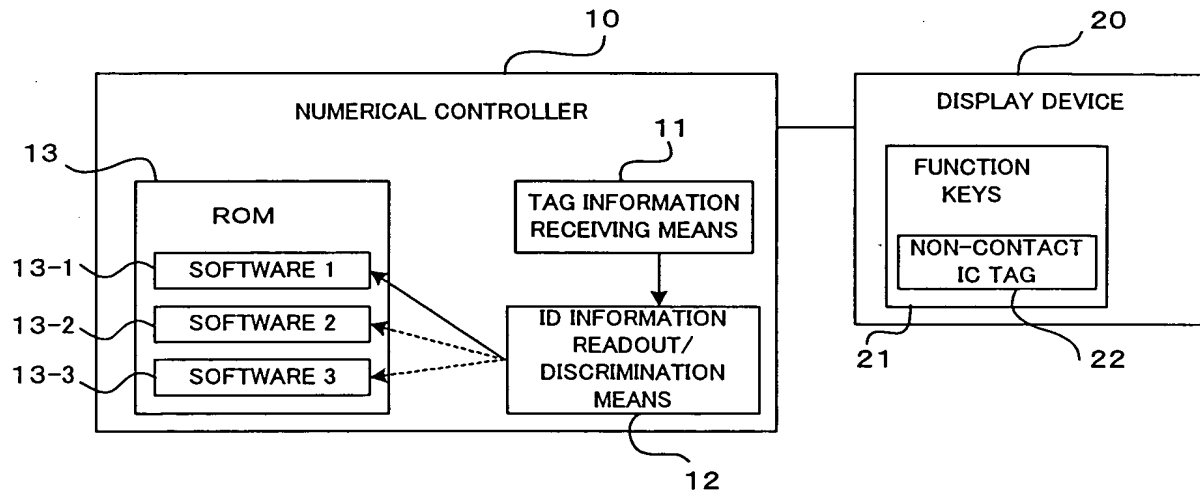 10
20
NUMERICAL CONTROLLER
DISPLAY DEVICE
13
11
ROM
TAG INFORMATION
RECEIVING MEANS
FUNCTION
KEYS
13-1
SOFTWARE 1
NON-CONTACT
IC TAG
13-2
SOFTWARE 2
ID INFORMATION
READOUT/
DISCRIMINATION
MEANS
13-3
SOFTWARE 3
21
22
12